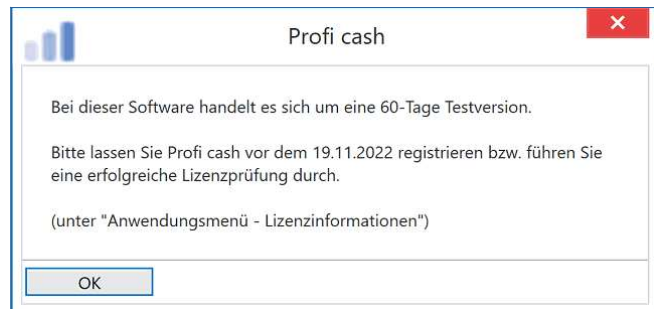 Profi cash
Bei dieser Software handelt es sich um eine 60-Tage Testversion.
Bitte lassen Sie Profi cash vor dem 19.11.2022 registrieren bzw. führen Sie
eine erfolgreiche Lizenzprüfung durch.
(unter "Anwendungsmenü - Lizenzinformationen")
OK